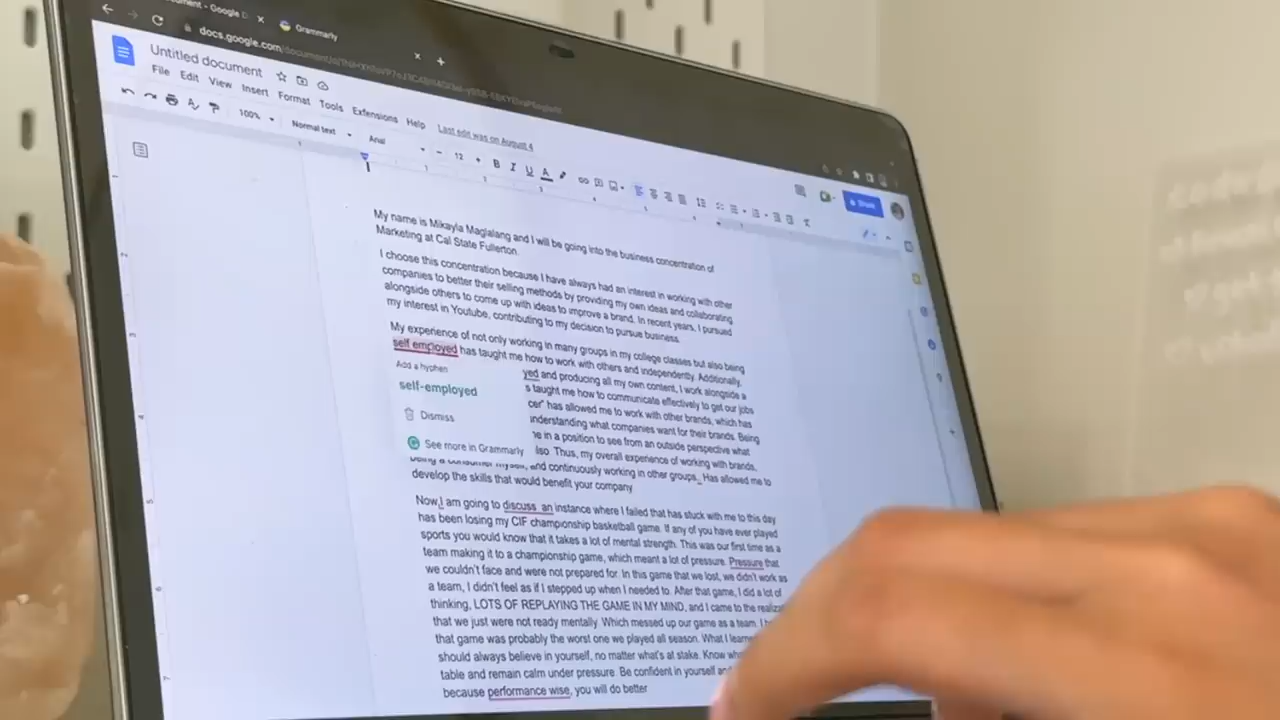 ument - Google D
Grammarly
docs.google.com/document/d/
Untitled document
File Edit View Insert Format Tools Extensions Help Last edit was on August 4
100% Normal text Arial 12
Share
My name is Mikayla Maglalang and I will be going into the business concentration of
Marketing at Cal State Fullerton.
I choose this concentration because I have always had an interest in working with other
companies to better their selling methods by providing my own ideas and collaborating
alongside others to come up with ideas to improve a brand. In recent years, I pursued
my interest in Youtube, contributing to my decision to pursue business.
My experience of not only working in many groups in my college classes but also being
self employed has taught me how to work with others and independently. Additionally,
Add a hyphen
yed and producing all my own content, I work alongside a
self-employed
s taught me how to communicate effectively to get our jobs
cer" has allowed me to work with other brands, which has
Dismiss
understanding what companies want for their brands. Being
ne in a position to see from an outside perspective what
See more in Grammarly
lso. Thus, my overall experience of working with brands,
being a consumer myself, and continuously working in other groups. Has allowed me to
develop the skills that would benefit your company
Now,I am going to discuss an instance where I failed that has stuck with me to this day
has been losing my CIF championship basketball game. If any of you have ever played
sports you would know that it takes a lot of mental strength. This was our first time as a
team making it to a championship game, which meant a lot of pressure. Pressure that
we couldn't face and were not prepared for. In this game that we lost, we didn't work as
a team, I didn't feel as if I stepped up when I needed to. After that game, I did a lot of
thinking, LOTS OF REPLAYING THE GAME IN MY MIND, and I came to the realiza
that we just were not ready mentally. Which messed up our game as a team. I
that game was probably the worst one we played all season. What I learne
should always believe in yourself, no matter what's at stake. Know wh
table and remain calm under pressure. Be confident in yourself an
because performance wise, you will do better